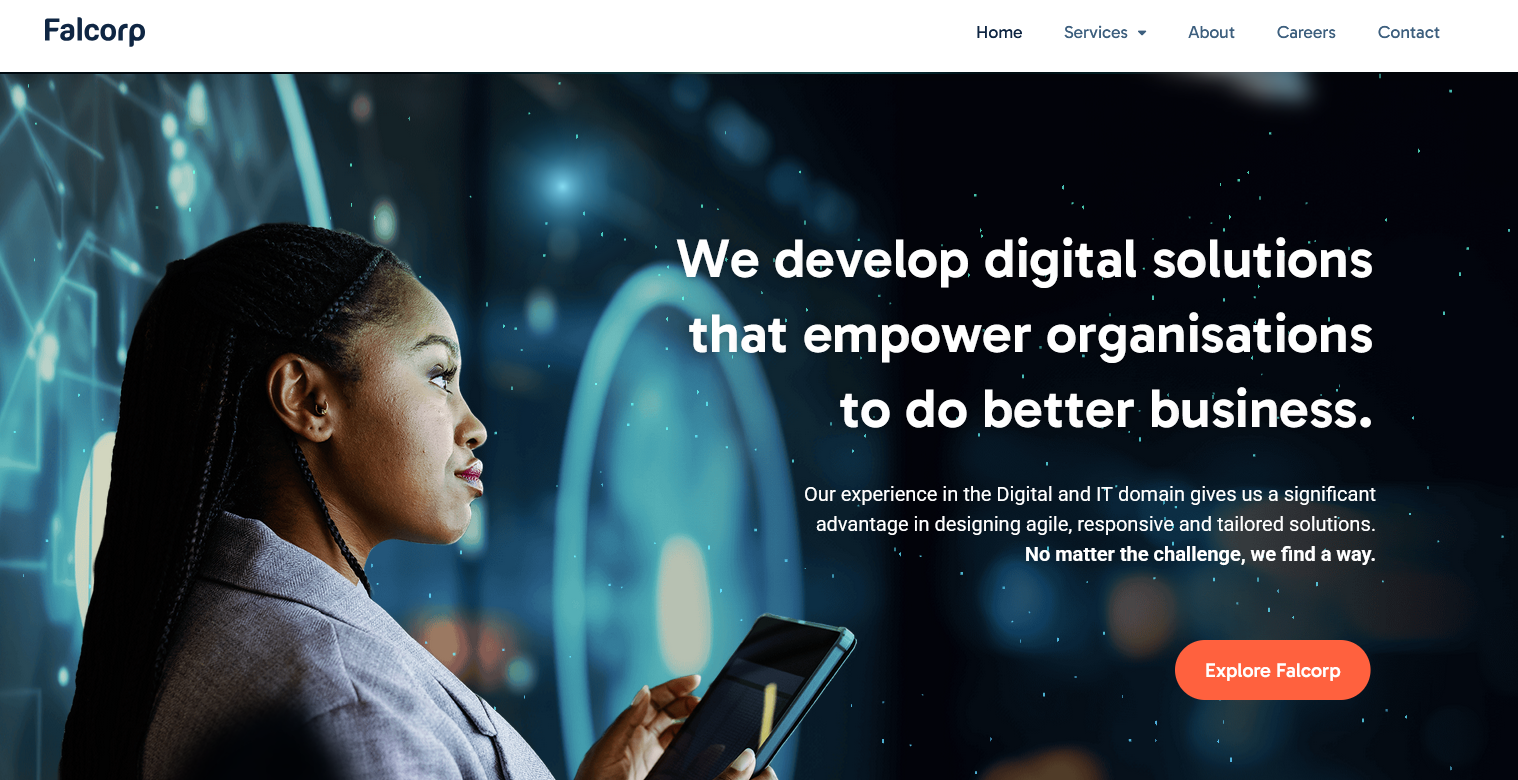 Falcorp
Home Services About Careers Contact
We develop digital solutions
that empower organisations
to do better business.
Our experience in the Digital and IT domain gives us a significant
advantage in designing agile, responsive and tailored solutions.
No matter the challenge, we find a way.
Explore Falcorp